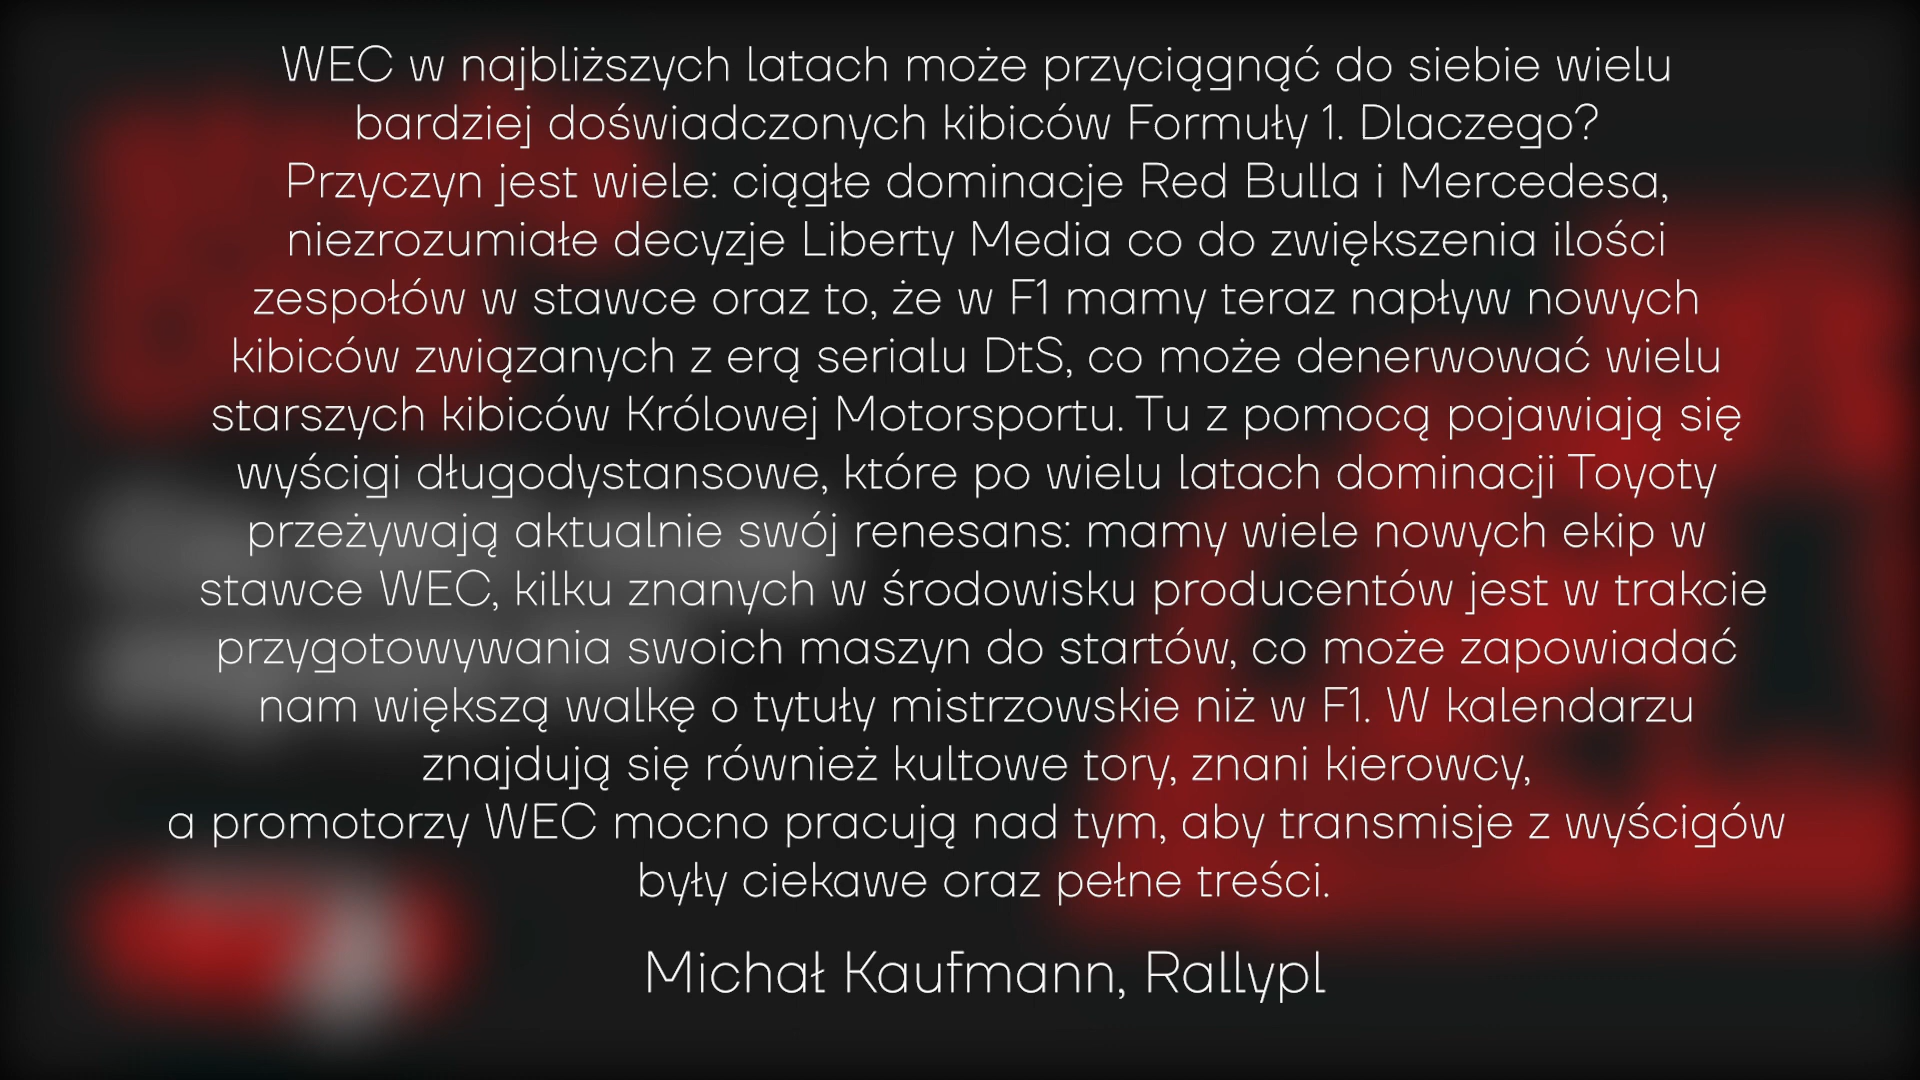 WEC w najbliższych latach może przyciągnąć do siebie wielu
bardziej doświadczonych kibiców Formuły 1. Dlaczego?
Przyczyn jest wiele: ciągłe dominacje Red Bulla i Mercedesa,
niezrozumiałe decyzje Liberty Media co do zwiększenia ilości
zespołów w stawce oraz to, że w F1 mamy teraz napływ nowych
kibiców związanych z erą serialu DtS, co może denerwować wielu
starszych kibiców Królowej Motorsportu. Tu z pomocą pojawiają się
wyścigi długodystansowe, które po wielu latach dominacji Toyoty
przeżywają aktualnie swój renesans: mamy wiele nowych ekip w
stawce WEC, kilku znanych w środowisku producentów jest w trakcie
przygotowywania swoich maszyn do startów, co może zapowiadać
nam większą walkę o tytuły mistrzowskie niż w F1. W kalendarzu
znajdują się również kultowe tory, znani kierowcy,
a promotorzy WEC mocno pracują nad tym, aby transmisje z wyścigów
były ciekawe oraz pełne treści.
Michał Kaufmann, Rallypl